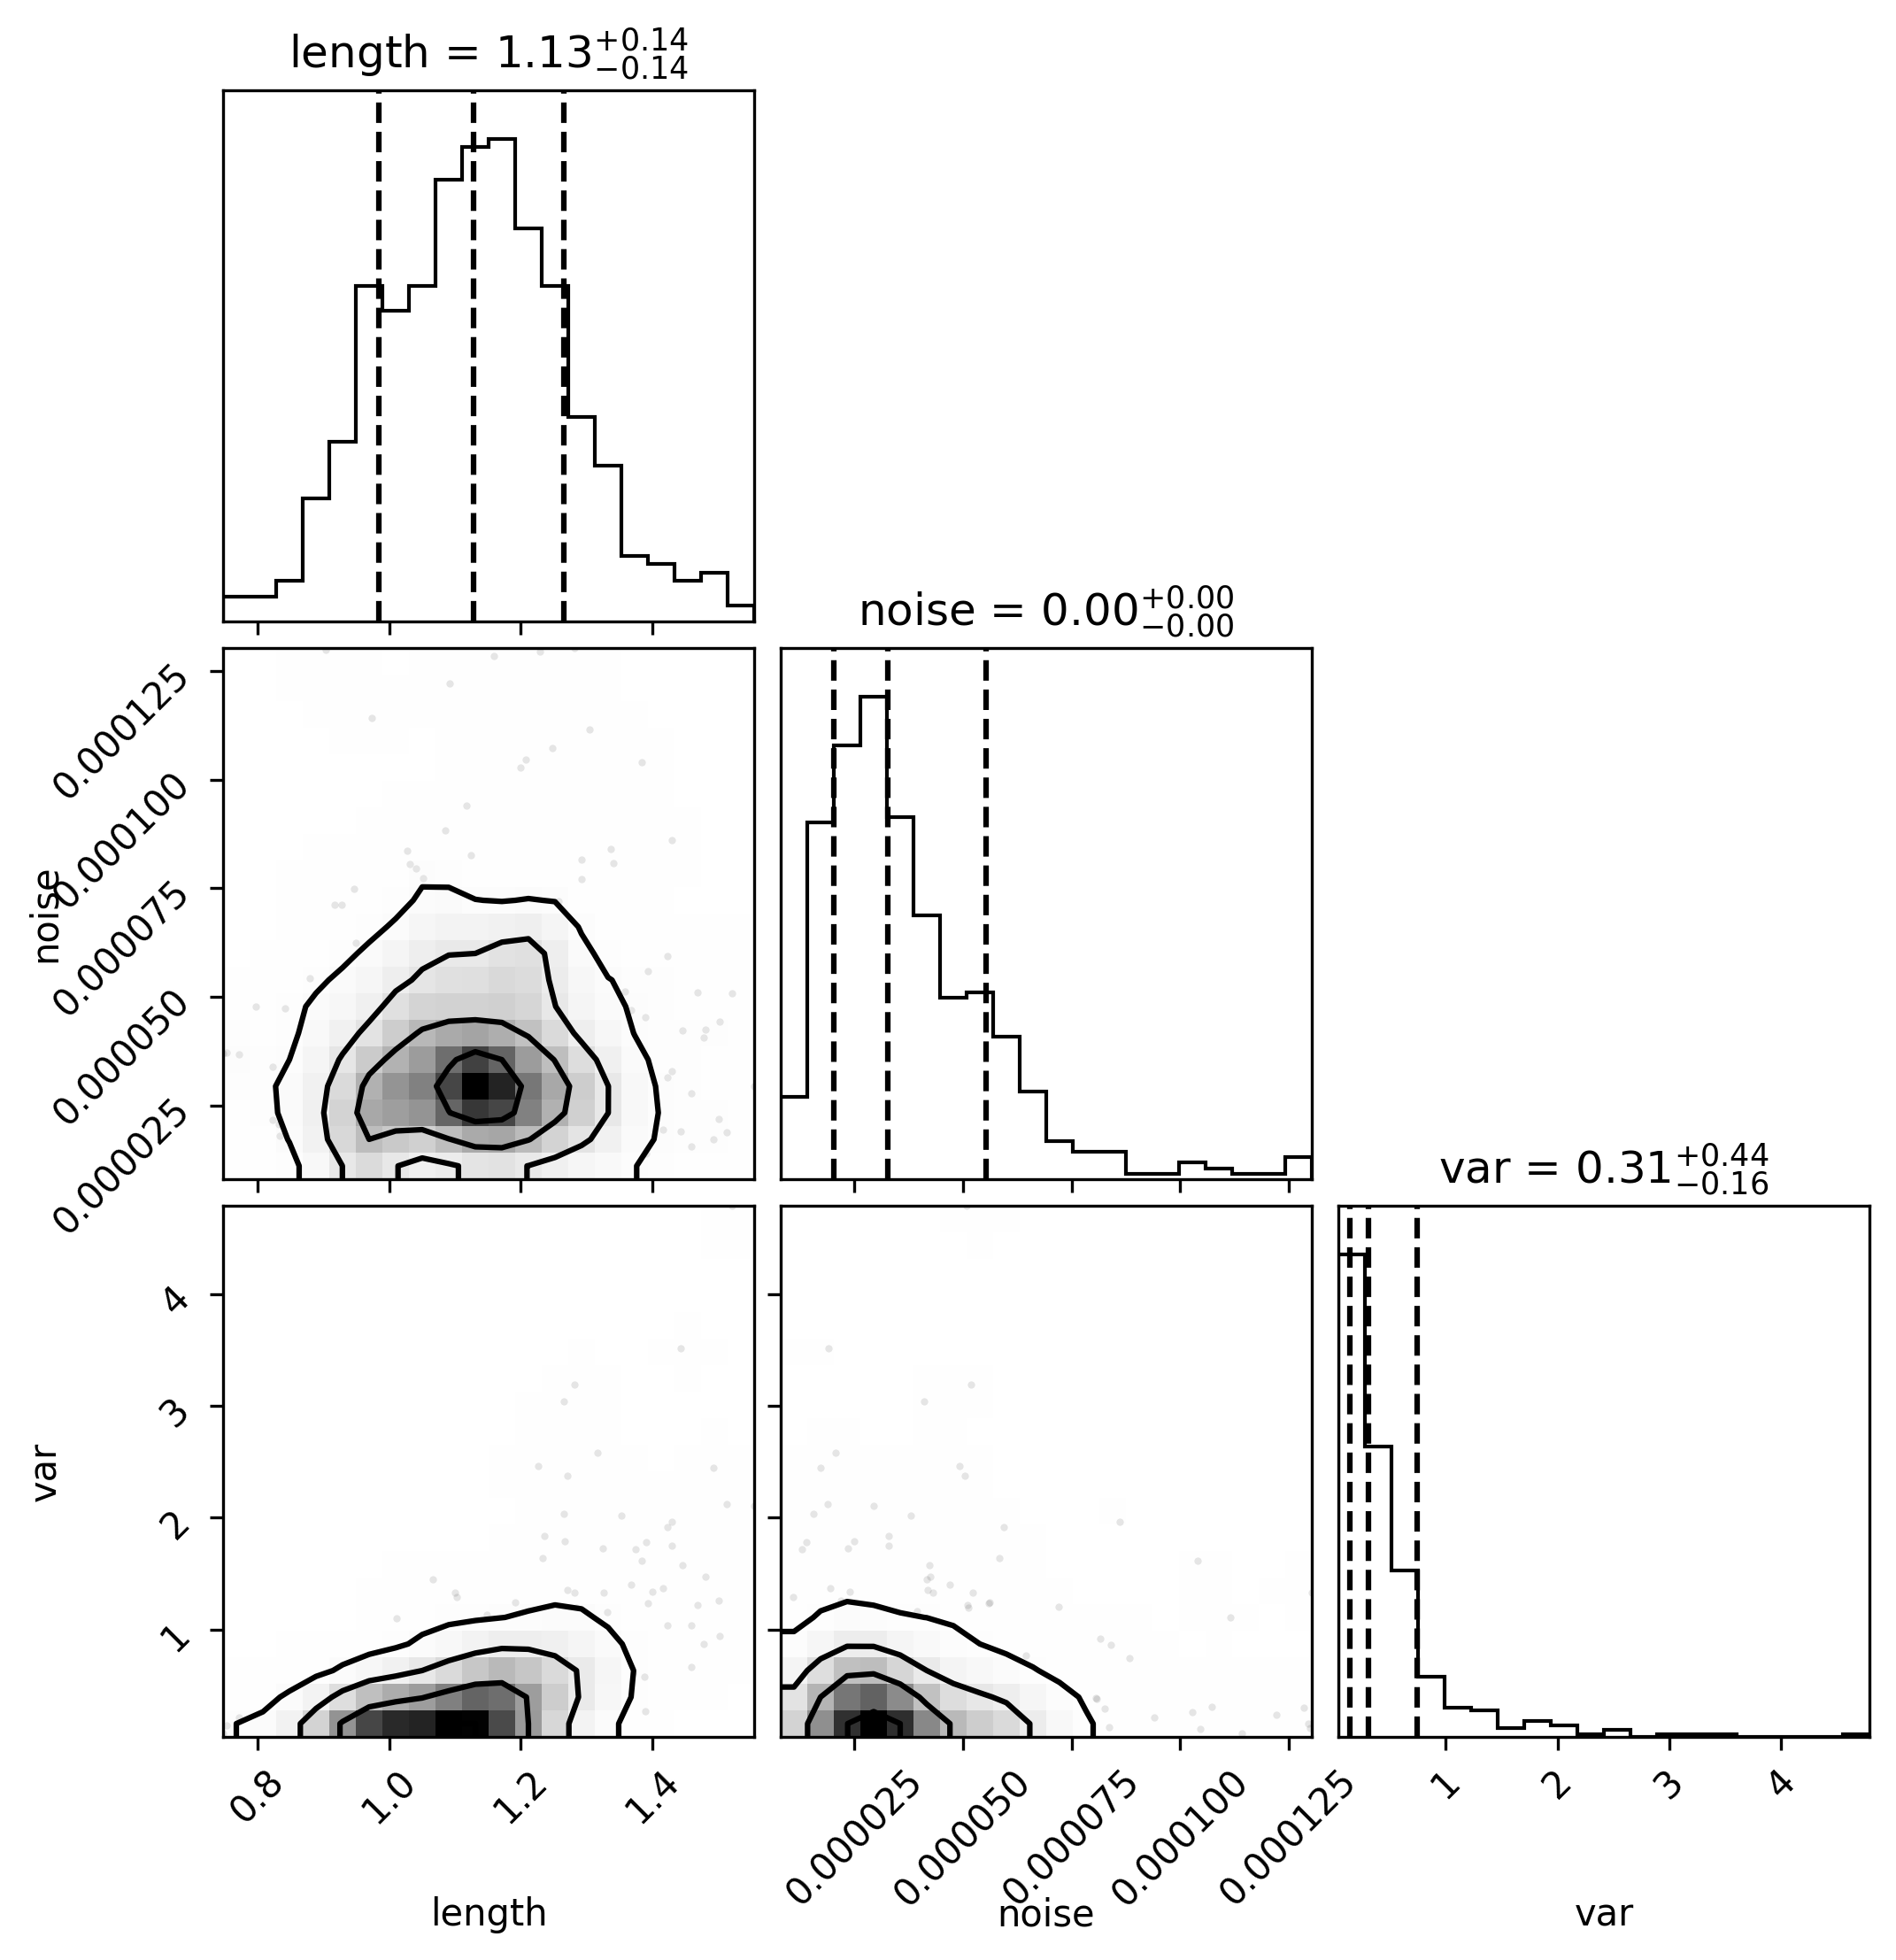 length = 1.13+0.14−0.14
noise = 0.00+0.00−0.00
0.000125
0.000100
0.000075
0.000050
0.000025
noise
var = 0.31+0.44−0.16
4
3
2
1
var
0.8 1.0 1.2 1.4
0.000025 0.000050 0.000075 0.000100 0.000125
1 2 3 4
length
noise
var